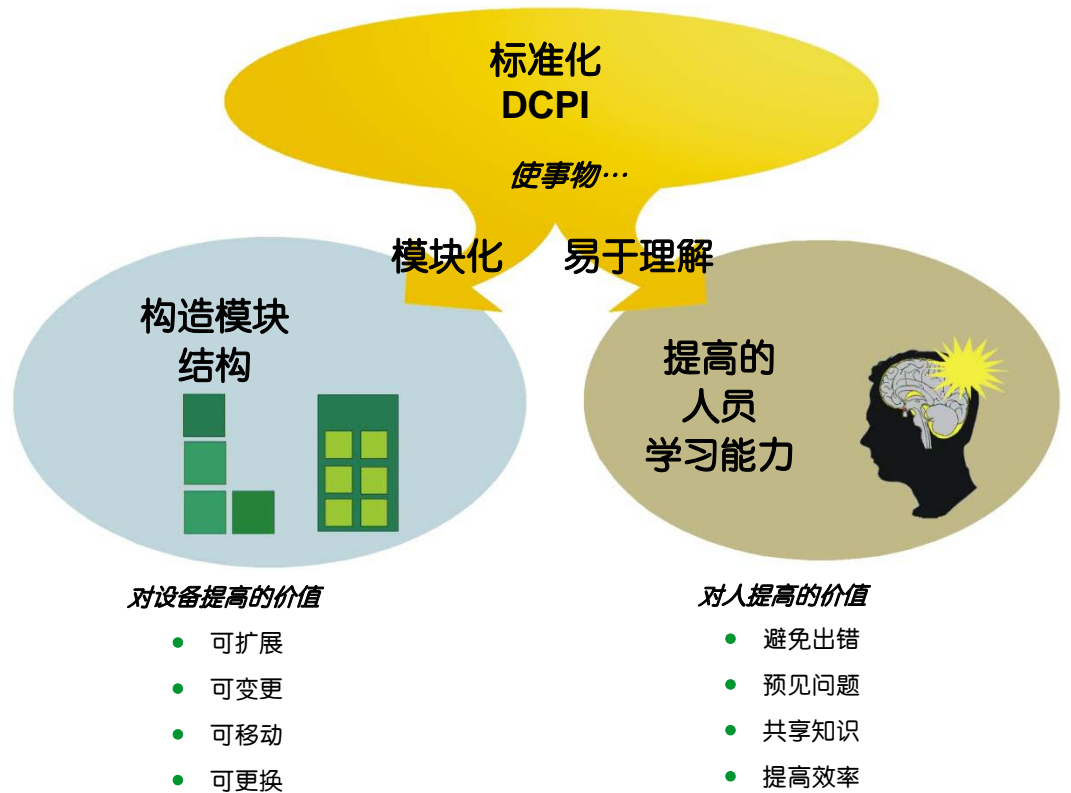 标准化
DCPI
使事物…
模块化
易于理解
构造模块
结构
提高的
人员
学习能力
对设备提高的价值
可扩展
可变更
可移动
可更换
对人提高的价值
避免出错
预见问题
共享知识
提高效率